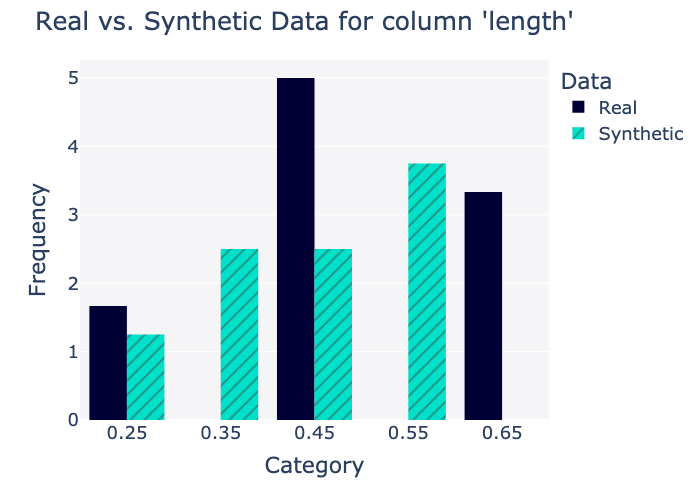 Real vs. Synthetic Data for column 'length'
Data
Real
Synthetic
Frequency
5
4
3
2
1
0
0.25 0.35 0.45 0.55 0.65
Category